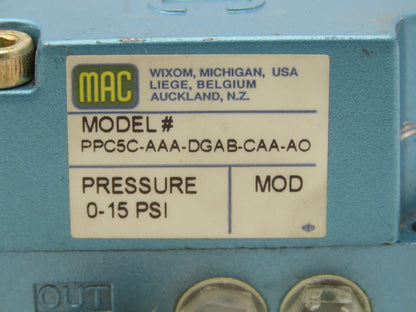 MAC
WIXOM, MICHIGAN, USA
LIEGE, BELGIUM
AUCKLAND, N.Z.
MODEL #
PPC5C-AAA-DGAB-CAA-AO
PRESSURE
0-15 PSI
MOD
OUT